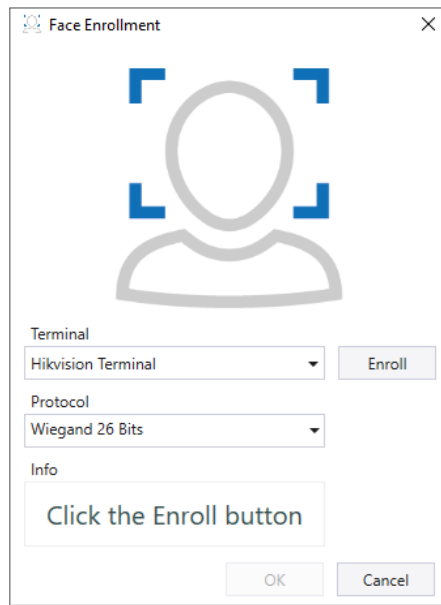 Face Enrollment
Terminal
Hikvision Terminal
Enroll
Protocol
Wiegand 26 Bits
Info
Click the Enroll button
OK
Cancel